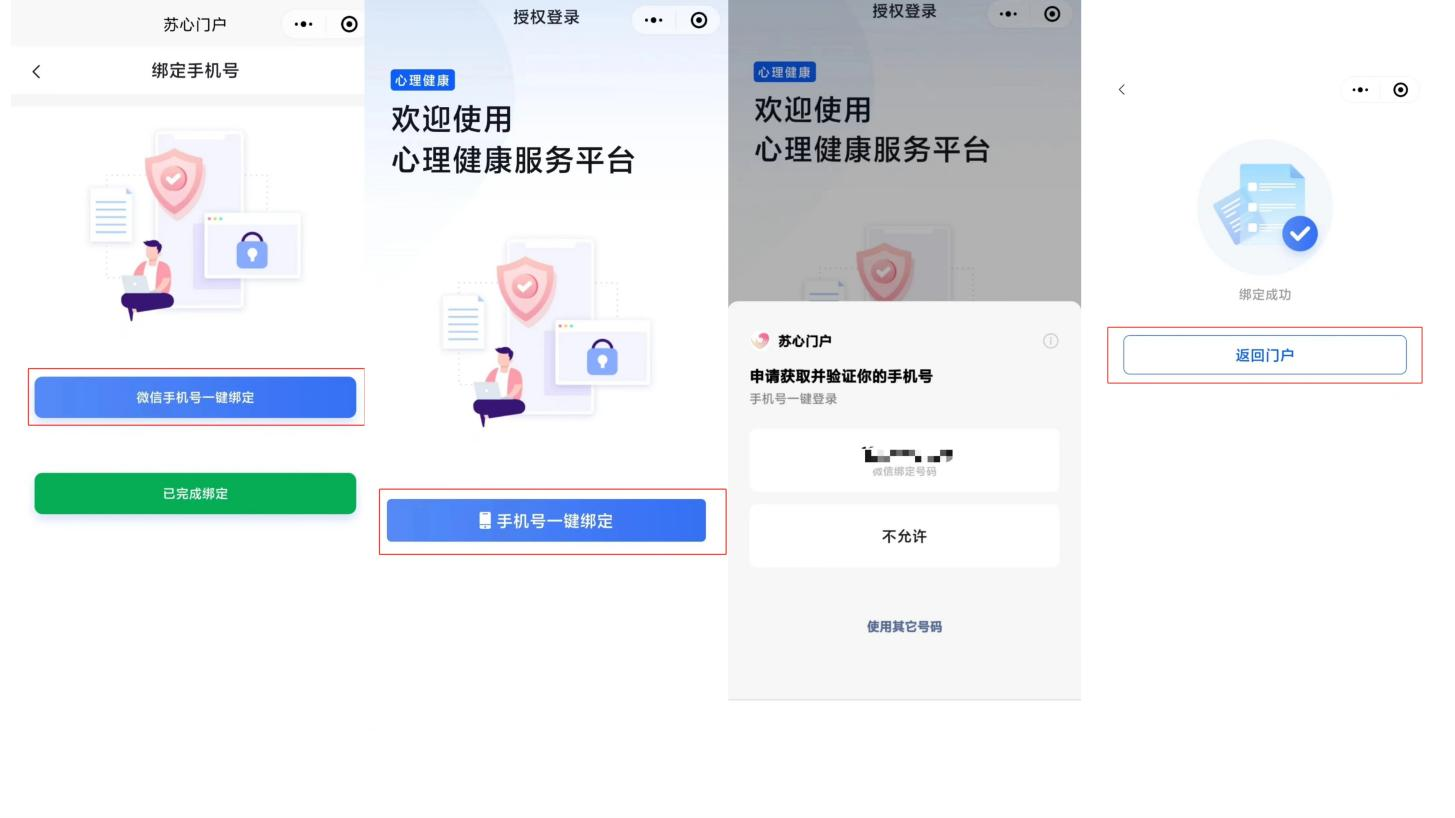 苏心门户
绑定手机号
微信手机号一键绑定
已完成绑定
授权登录
心理健康
欢迎使用
心理健康服务平台
手机号一键绑定
授权登录
心理健康
欢迎使用
心理健康服务平台
苏心门户
申请获取并验证你的手机号
手机号一键登录
微信绑定号码
不允许
使用其它号码
绑定成功
返回门户